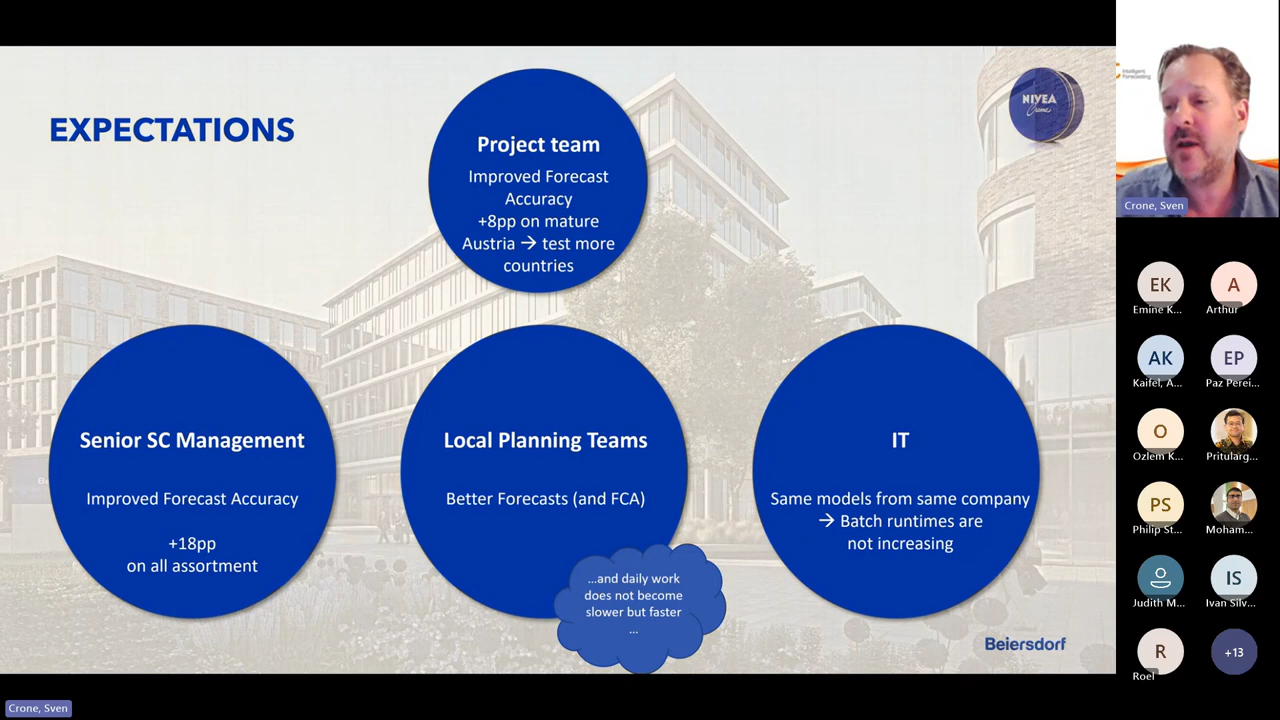 EXPECTATIONS
Project team
Improved Forecast
Accuracy
+8pp on mature
Austria → test more
countries
NIVEA
Creme
Senior SC Management
Improved Forecast Accuracy
+18pp
on all assortment
Local Planning Teams
Better Forecasts (and FCA)
...and daily work
does not become
slower but faster
...
IT
Same models from same company
→ Batch runtimes are
not increasing
Beiersdorf
Intelligent
Forecasting
Crone, Sven
EK
Emine K...
A
Arthur
AK
Kaifel, A...
EP
Paz Perei...
O
Ozlem K...
Pritularg...
PS
Philip St...
Moham...
Judith M...
IS
Ivan Silv...
R
Roel
+13
Crone, Sven